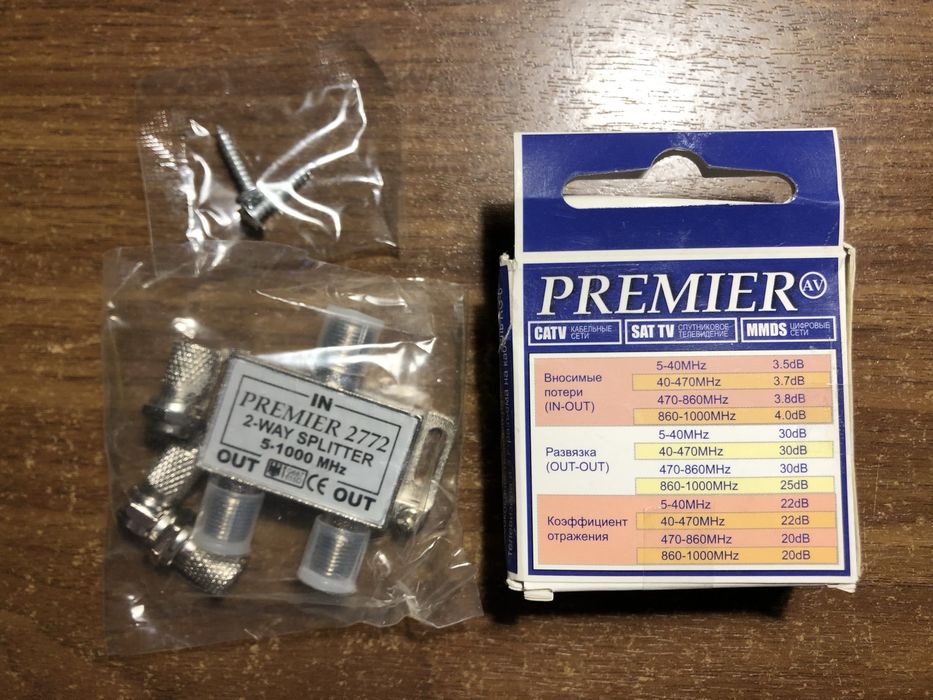 IN
PREMIER 2772
2-WAY SPLITTER
5-1000 MHz
OUT CE OUT
PREMIER AV
CATV КАБЕЛЬНЫЕ СЕТИ
SAT TV СПУТНИКОВОЕ ТЕЛЕВИДЕНИЕ
MMDS ЦИФРОВЫЕ СЕТИ
Вносимые потери (IN-OUT)
5-40MHz 3.5dB
40-470MHz 3.7dB
470-860MHz 3.8dB
860-1000MHz 4.0dB
Развязка (OUT-OUT)
5-40MHz 30dB
40-470MHz 30dB
470-860MHz 30dB
860-1000MHz 25dB
Коэффициент отражения
5-40MHz 22dB
40-470MHz 22dB
470-860MHz 20dB
860-1000MHz 20dB